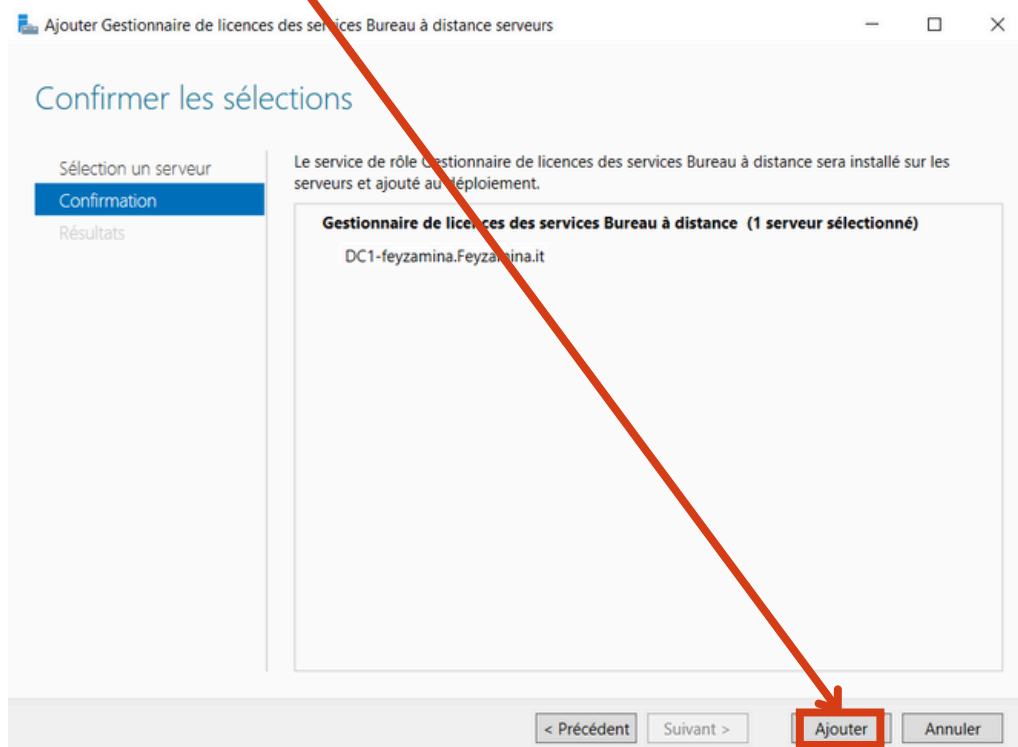 Ajouter Gestionnaire de licences des services Bureau à distance serveurs
Confirmer les sélections
Sélection un serveur
Confirmation
Résultats
Le service de rôle Gestionnaire de licences des services Bureau à distance sera installé sur les
serveurs et ajouté au déploiement.
Gestionnaire de licences des services Bureau à distance (1 serveur sélectionné)
DC1-feyzamina.Feyzamina.it
< Précédent
Suivant >
Ajouter
Annuler